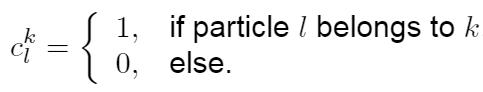 c_l^k = { 1, if particle l belongs to k
0, else.